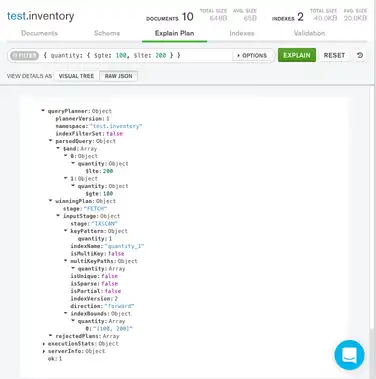 test.inventory
DOCUMENTS 10 TOTAL SIZE 648B AVG. SIZE 65B INDEXES 2 TOTAL SIZE 40.0KB AVG. SIZE 20.0KB
Documents Schema Explain Plan Indexes Validation
FILTER { quantity: { $gte: 100, $lte: 200 } } OPTIONS EXPLAIN RESET
VIEW DETAILS AS VISUAL TREE RAW JSON
queryPlanner: Object
plannerVersion: 1
namespace: "test.inventory"
indexFilterSet: false
parsedQuery: Object
$and: Array
0: Object
quantity: Object
$lte: 200
1: Object
quantity: Object
$gte: 100
winningPlan: Object
stage: "FETCH"
inputStage: Object
stage: "IXSCAN"
keyPattern: Object
quantity: 1
indexName: "quantity_1"
isMultiKey: false
multiKeyPaths: Object
quantity: Array
isUnique: false
isSparse: false
isPartial: false
indexVersion: 2
direction: "forward"
indexBounds: Object
quantity: Array
0: "[100, 200]"
rejectedPlans: Array
executionStats: Object
serverInfo: Object
ok: 1